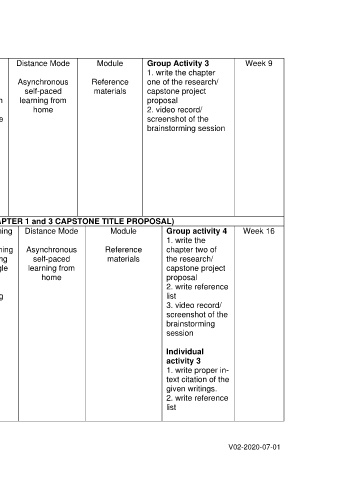 Distance Mode
Asynchronous
self-paced
learning from
home
Module
Reference
materials
Group Activity 3
1. write the chapter
one of the research/
capstone project
proposal
2. video record/
screenshot of the
brainstorming session
Week 9
APTER 1 and 3 CAPSTONE TITLE PROPOSAL)
Distance Mode
Asynchronous
self-paced
learning from
home
Module
Reference
materials
Group activity 4
1. write the
chapter two of
the research/
capstone project
proposal
2. write reference
list
3. video record/
screenshot of the
brainstorming
session
Individual
activity 3
1. write proper in-
text citation of the
given writings.
2. write reference
list
Week 16
V02-2020-07-01